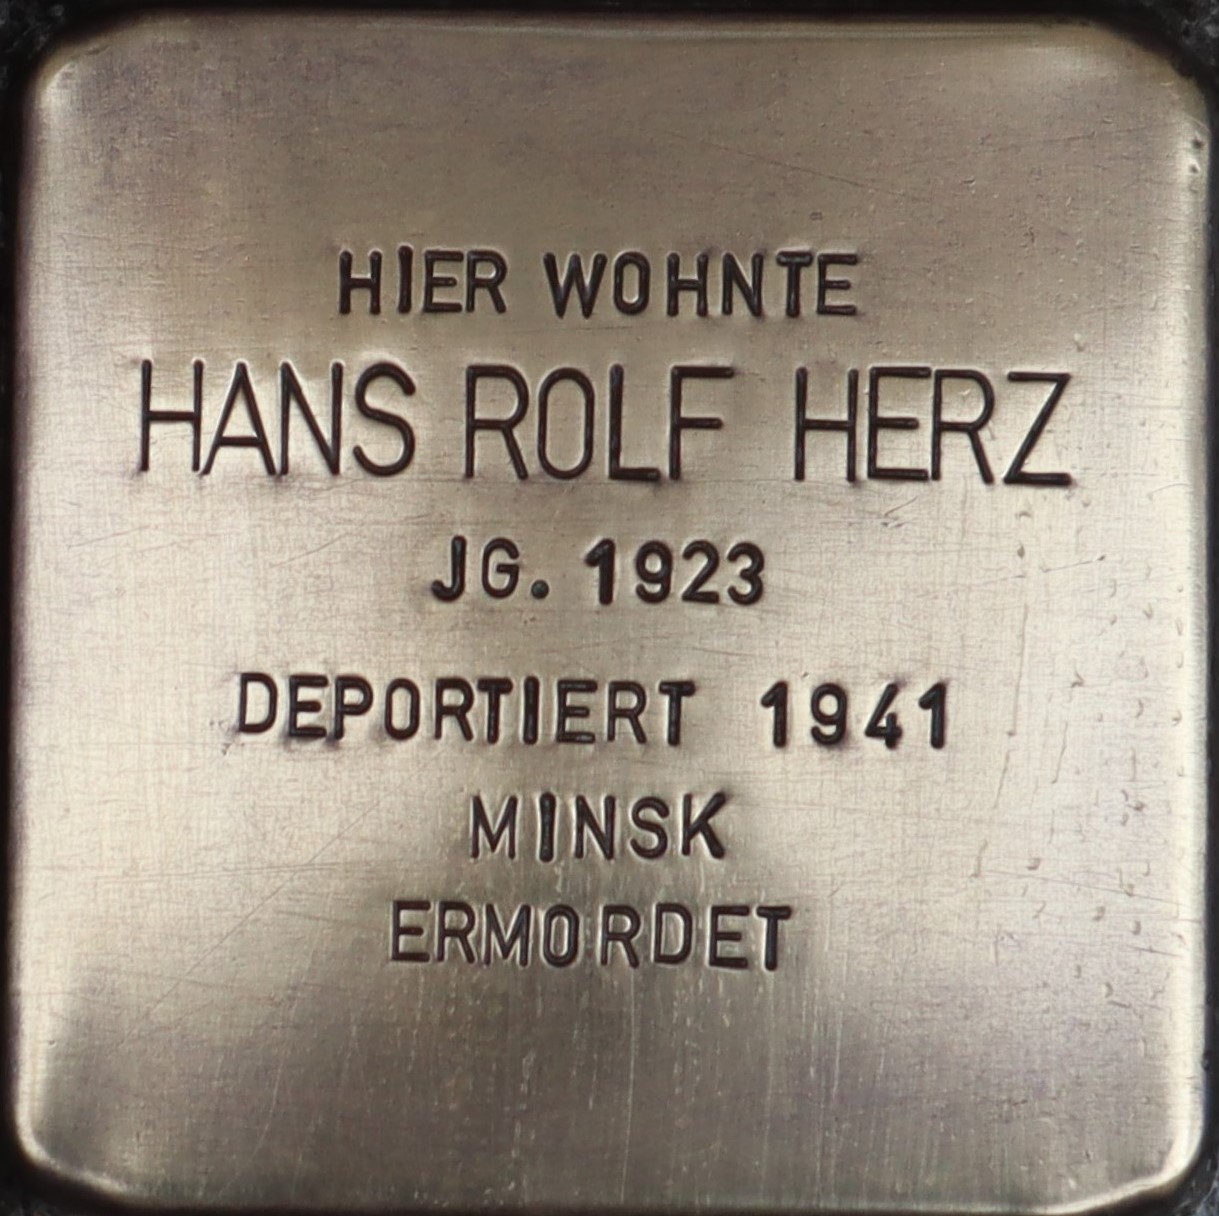 HIER WOHNTE
HANS ROLF HERZ
JG. 1923
DEPORTIERT 1941
MINSK
ERMORDET